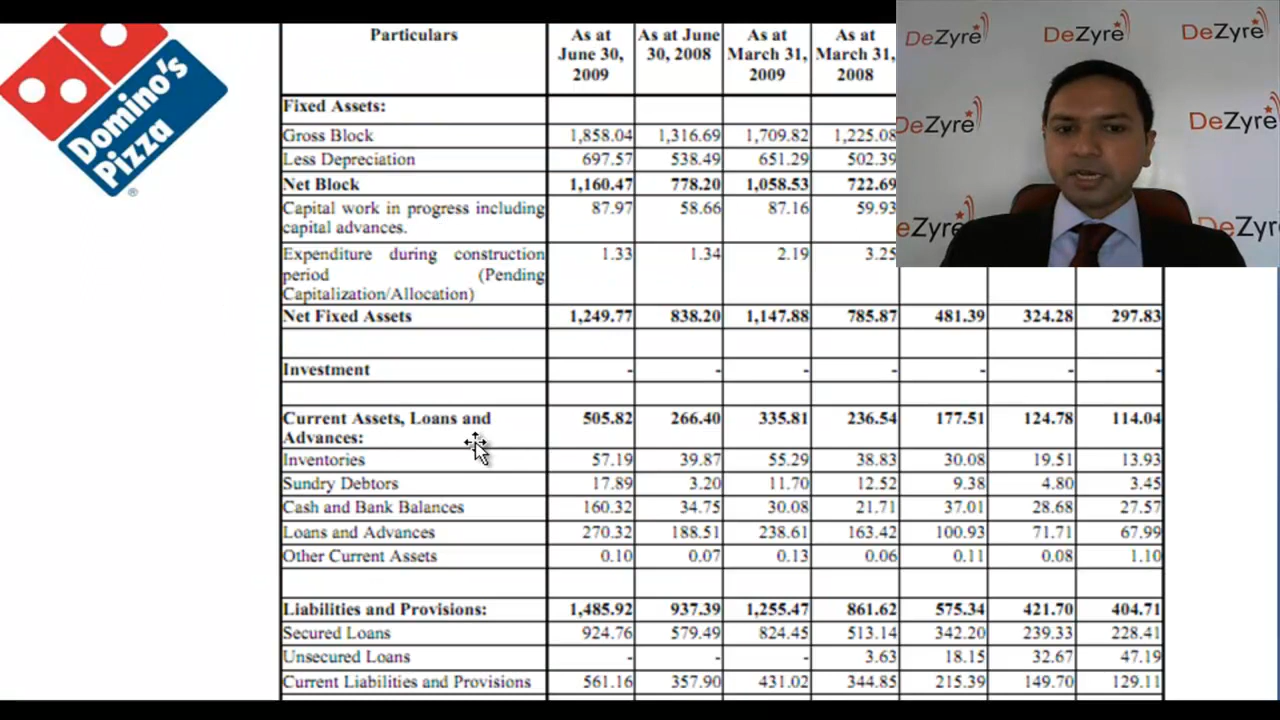 Domino's
Pizza
®
DeZyre DeZyre DeZyre
DeZyre DeZyre
eZyre DeZy
Particulars As at June 30, 2009 As at June 30, 2008 As at March 31, 2009 As at March 31, 2008
Fixed Assets:
Gross Block 1,858.04 1,316.69 1,709.82 1,225.08
Less Depreciation 697.57 538.49 651.29 502.39
Net Block 1,160.47 778.20 1,058.53 722.69
Capital work in progress including 87.97 58.66 87.16 59.93
capital advances.
Expenditure during construction 1.33 1.34 2.19 3.25
period (Pending
Capitalization/Allocation)
Net Fixed Assets 1,249.77 838.20 1,147.88 785.87 481.39 324.28 297.83
Investment - - - - - - -
Current Assets, Loans and 505.82 266.40 335.81 236.54 177.51 124.78 114.04
Advances:
Inventories 57.19 39.87 55.29 38.83 30.08 19.51 13.93
Sundry Debtors 17.89 3.20 11.70 12.52 9.38 4.80 3.45
Cash and Bank Balances 160.32 34.75 30.08 21.71 37.01 28.68 27.57
Loans and Advances 270.32 188.51 238.61 163.42 100.93 71.71 67.99
Other Current Assets 0.10 0.07 0.13 0.06 0.11 0.08 1.10
Liabilities and Provisions: 1,485.92 937.39 1,255.47 861.62 575.34 421.70 404.71
Secured Loans 924.76 579.49 824.45 513.14 342.20 239.33 228.41
Unsecured Loans - - - 3.63 18.15 32.67 47.19
Current Liabilities and Provisions 561.16 357.90 431.02 344.85 215.39 149.70 129.11